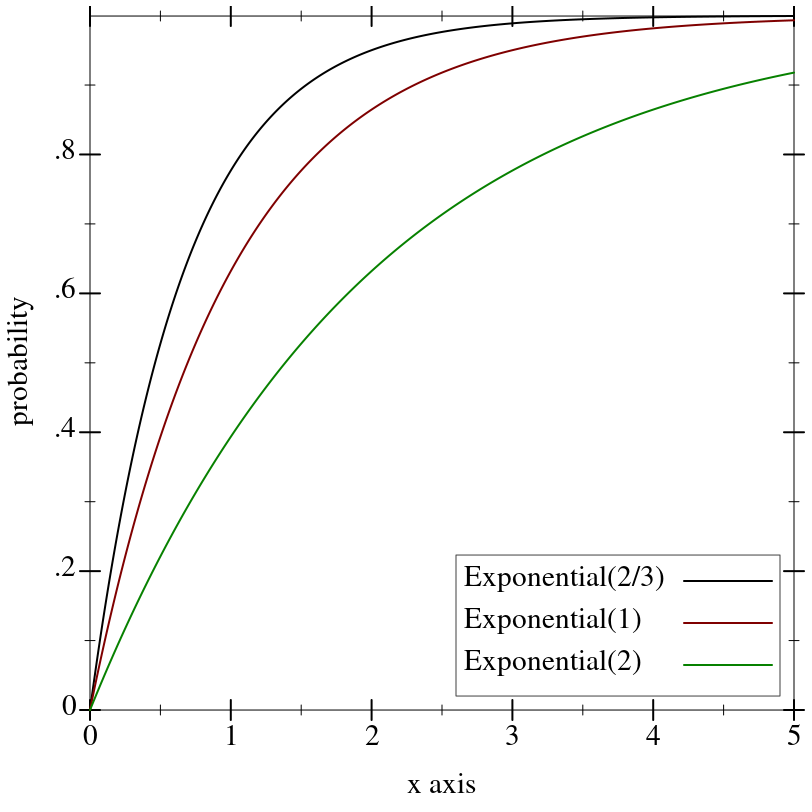 .8
.6
.4
.2
0
probability
0 1 2 3 4 5
x axis
Exponential(2/3)
Exponential(1)
Exponential(2)